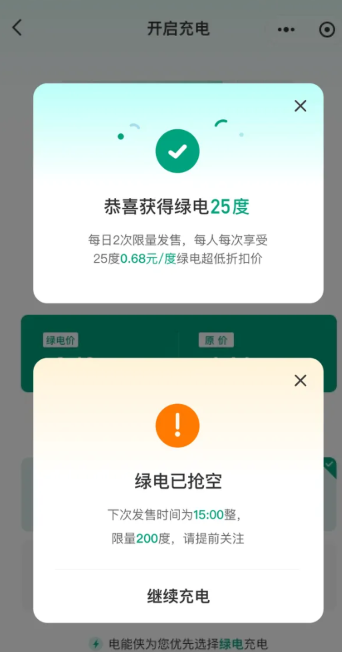 开启充电
恭喜获得绿电25度
每日2次限量发售，每人每次享受
25度0.68元/度绿电超低折扣价
绿电价
原价
绿电已抢空
下次发售时间为15:00整，
限量200度，请提前关注
继续充电
电能侠为您优先选择绿电充电